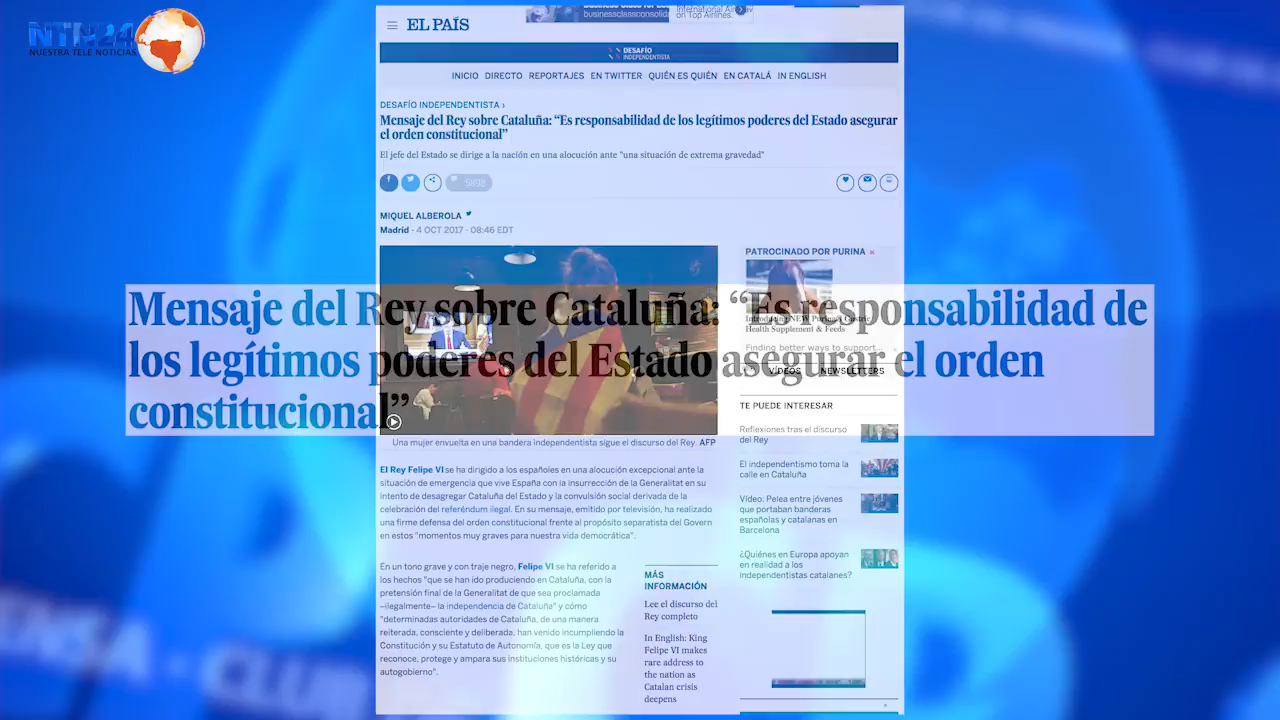 NTN24
NUESTRA TELE NOTICIAS
businessclassconsolid
International Air
on Top Airlines.
EL PAÍS
DESAFÍO
INDEPENDENTISTA
INICIO DIRECTO REPORTAJES EN TWITTER QUIÉN ES QUIÉN EN CATALÁ IN ENGLISH
DESAFÍO INDEPENDENTISTA ›
Mensaje del Rey sobre Cataluña: “Es responsabilidad de los legítimos poderes del Estado asegurar
el orden constitucional”
El jefe del Estado se dirige a la nación en una alocución ante "una situación de extrema gravedad"
MIQUEL ALBEROLA
Madrid - 4 OCT 2017 - 08:46 EDT
PATROCINADO POR PURINA
Mensaje del Rey sobre Cataluña: “Es responsabilidad de
los legítimos poderes del Estado asegurar el orden
constitucional”
Health Supplement & Feeds
Finding better ways to support...
VÍDEOS NEWSLETTERS
Una mujer envuelta en una bandera independentista sigue el discurso del Rey. AFP
TE PUEDE INTERESAR
Reflexiones tras el discurso
del Rey
El independentismo toma la
calle en Cataluña
Vídeo: Pelea entre jóvenes
que portaban banderas
españolas y catalanas en
Barcelona
¿Quiénes en Europa apoyan
en realidad a los
independentistas catalanes?
El Rey Felipe VI se ha dirigido a los españoles en una alocución excepcional ante la
situación de emergencia que vive España con la insurrección de la Generalitat en su
intento de desagregar Cataluña del Estado y la convulsión social derivada de la
celebración del referéndum ilegal. En su mensaje, emitido por televisión, ha realizado
una firme defensa del orden constitucional frente al propósito separatista del Govern
en estos "momentos muy graves para nuestra vida democrática".
En un tono grave y con traje negro, Felipe VI se ha referido a
los hechos "que se han ido produciendo en Cataluña, con la
pretensión final de la Generalitat de que sea proclamada
–ilegalmente– la independencia de Cataluña" y cómo
"determinadas autoridades de Cataluña, de una manera
reiterada, consciente y deliberada, han venido incumpliendo la
Constitución y su Estatuto de Autonomía, que es la Ley que
reconoce, protege y ampara sus instituciones históricas y su
autogobierno".
MÁS
INFORMACIÓN
Lee el discurso del
Rey completo
In English: King
Felipe VI makes
rare address to
the nation as
Catalan crisis
deepens